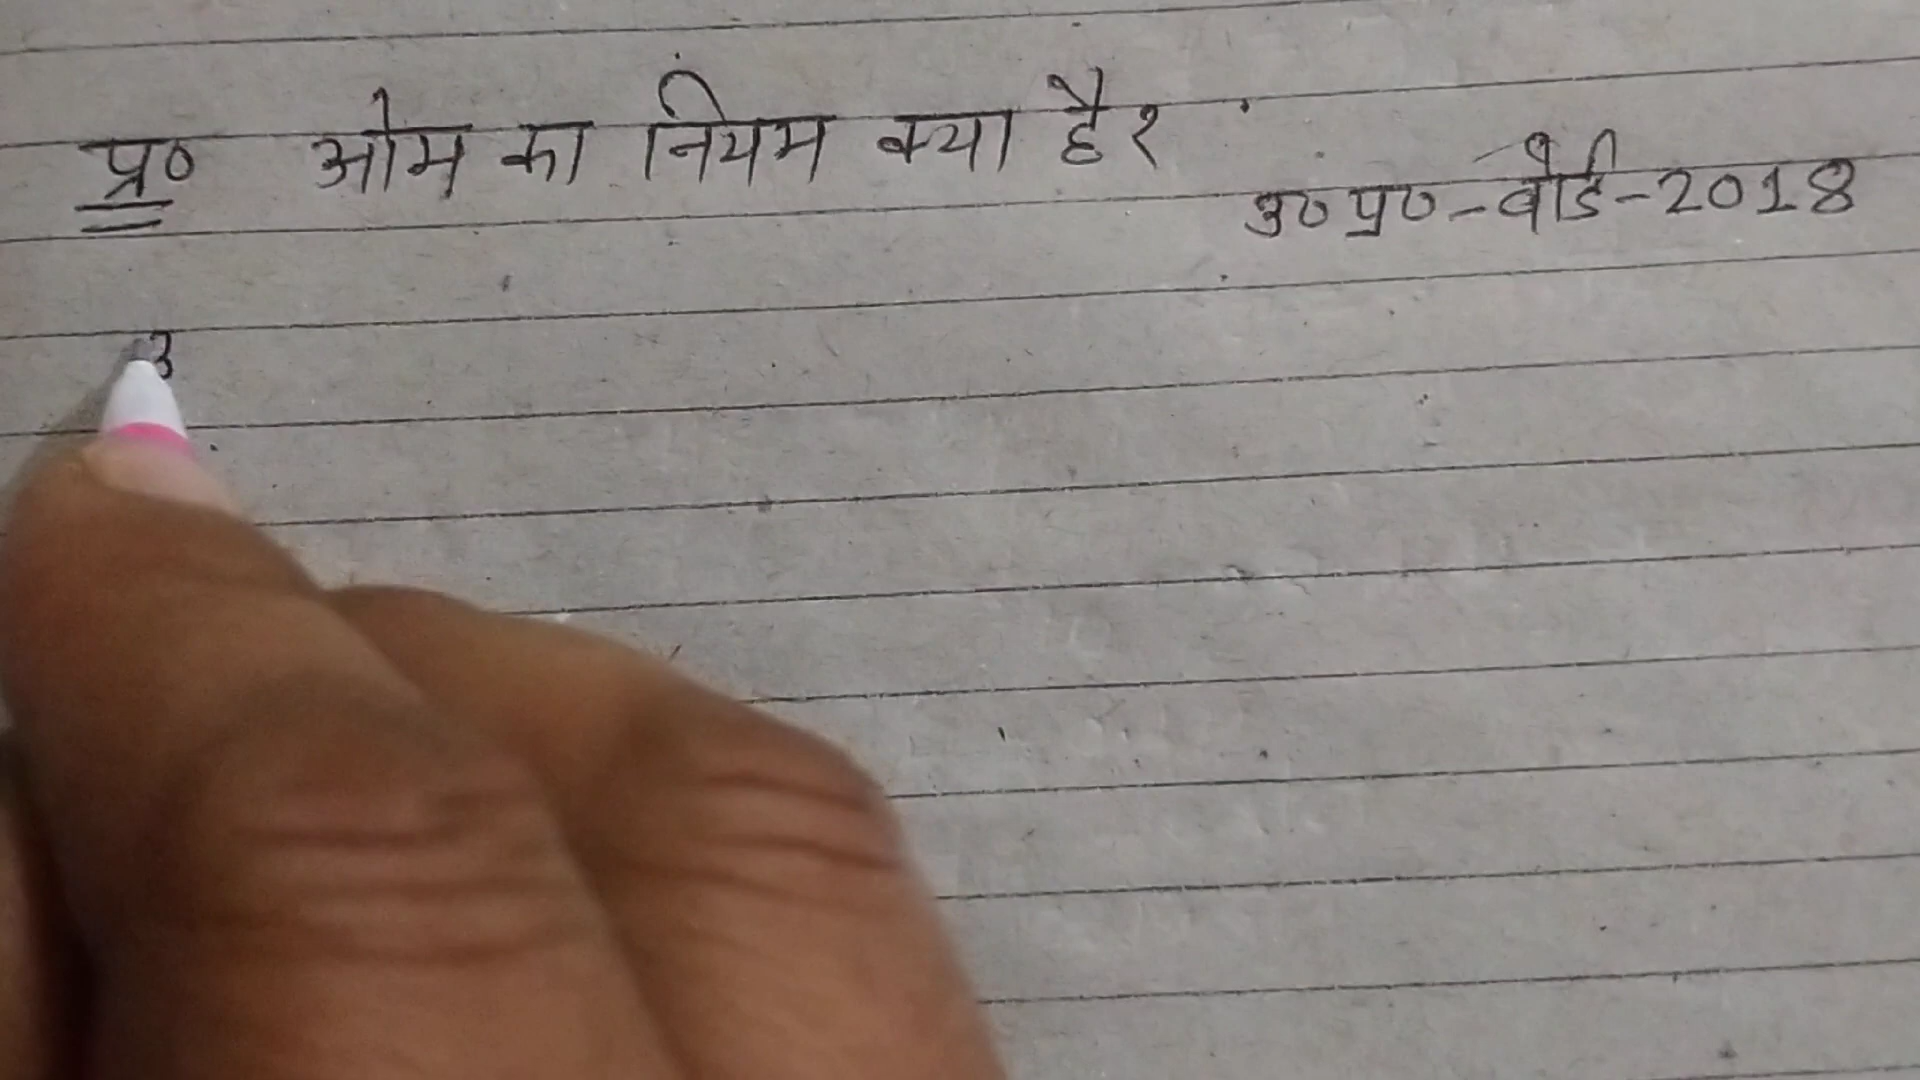 प्र० ओम का नियम क्या है?
उ० प्र०-बोर्ड-2018
उ